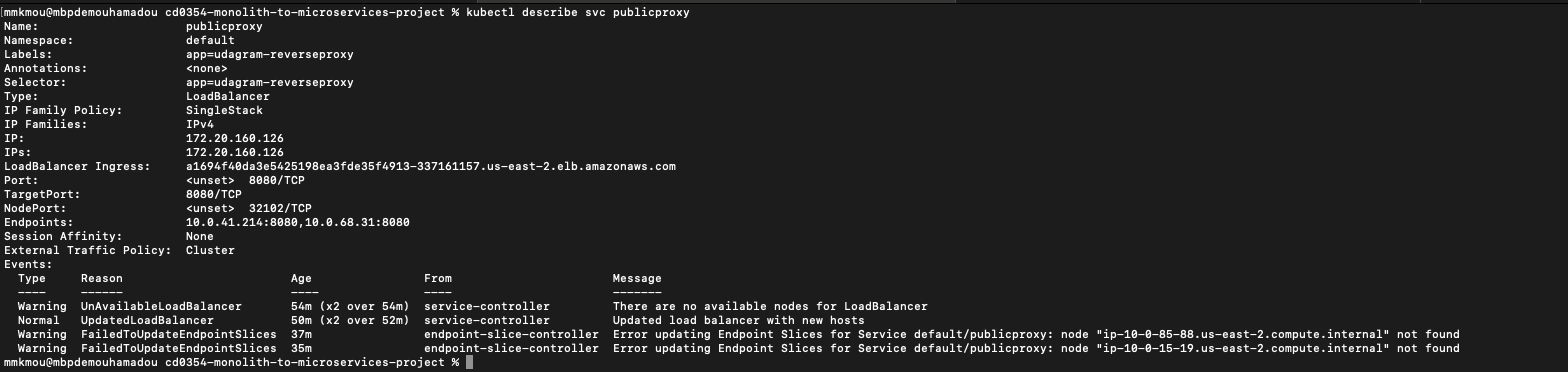 [mmkmou@mbpdemouhamadou cd0354-monolith-to-microservices-project % kubectl describe svc publicproxy
Name:                     publicproxy
Namespace:                default
Labels:                   app=udagram-reverseproxy
Annotations:              <none>
Selector:                 app=udagram-reverseproxy
Type:                     LoadBalancer
IP Family Policy:         SingleStack
IP Families:              IPv4
IP:                       172.20.160.126
IPs:                      172.20.160.126
LoadBalancer Ingress:     a1694f40da3e5425198ea3fde35f4913-337161157.us-east-2.elb.amazonaws.com
Port:                     <unset>  8080/TCP
TargetPort:               8080/TCP
NodePort:                 <unset>  32102/TCP
Endpoints:                10.0.41.214:8080,10.0.68.31:8080
Session Affinity:         None
External Traffic Policy:  Cluster
Events:
  Type     Reason                        Age                 From                       Message
  ----     ------                        ----                ----                       -------
  Warning  UnAvailableLoadBalancer       54m (x2 over 54m)   service-controller         There are no available nodes for LoadBalancer
  Normal   UpdatedLoadBalancer           50m (x2 over 52m)   service-controller         Updated load balancer with new hosts
  Warning  FailedToUpdateEndpointSlices  37m                 endpoint-slice-controller  Error updating Endpoint Slices for Service default/publicproxy: node "ip-10-0-85-88.us-east-2.compute.internal" not found
  Warning  FailedToUpdateEndpointSlices  35m                 endpoint-slice-controller  Error updating Endpoint Slices for Service default/publicproxy: node "ip-10-0-15-19.us-east-2.compute.internal" not found
mmkmou@mbpdemouhamadou cd0354-monolith-to-microservices-project %